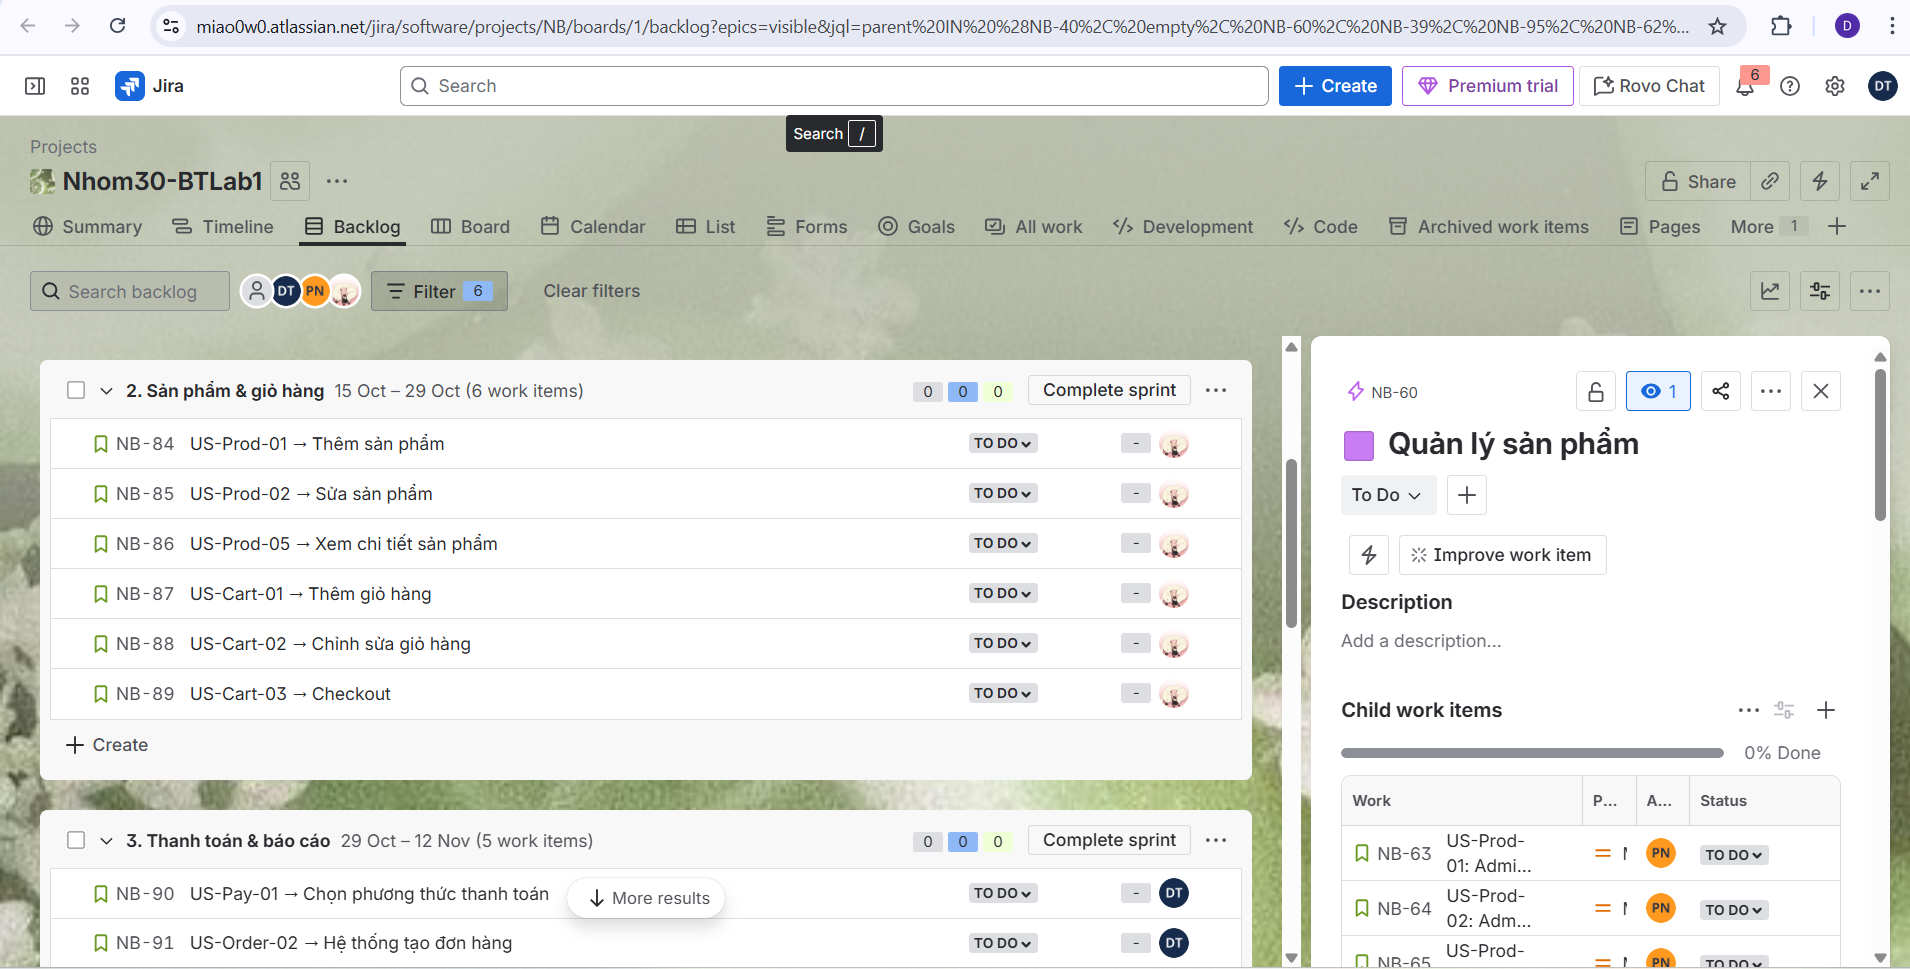 miao0w0.atlassian.net/jira/software/projects/NB/boards/1/backlog?epics=visible&jql=parent%20IN%20%28NB-40%2C%20empty%2C%20NB-60%2C%20NB-39%2C%20NB-95%2C%20NB-62%...
D
Jira
Search
Create
Premium trial
Rovo Chat
6
DT
Search /
Projects
Nhom30-BTLab1
Share
Summary
Timeline
Backlog
Board
Calendar
List
Forms
Goals
All work
Development
Code
Archived work items
Pages
More 1
Search backlog
DT
PN
Filter 6
Clear filters
2. Sản phẩm & giỏ hàng 15 Oct – 29 Oct (6 work items) 0 0 0 Complete sprint
NB-84 US-Prod-01 → Thêm sản phẩm TO DO -
NB-85 US-Prod-02 → Sửa sản phẩm TO DO -
NB-86 US-Prod-05 → Xem chi tiết sản phẩm TO DO -
NB-87 US-Cart-01 → Thêm giỏ hàng TO DO -
NB-88 US-Cart-02 → Chỉnh sửa giỏ hàng TO DO -
NB-89 US-Cart-03 → Checkout TO DO -
Create
3. Thanh toán & báo cáo 29 Oct – 12 Nov (5 work items) 0 0 0 Complete sprint
NB-90 US-Pay-01 → Chọn phương thức thanh toán TO DO - DT
More results
NB-91 US-Order-02 → Hệ thống tạo đơn hàng TO DO - DT
NB-60
1
Quản lý sản phẩm
To Do
Improve work item
Description
Add a description...
Child work items
0% Done
Work P... A... Status
NB-63 US-Prod-01: Admi... PN TO DO
NB-64 US-Prod-02: Adm... PN TO DO
NB-65 US-Prod- PN TO DO